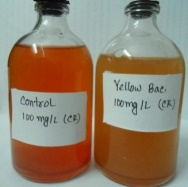 Control
100 mg/L (CR)
Yellow Bac.
100mg/L (CR)